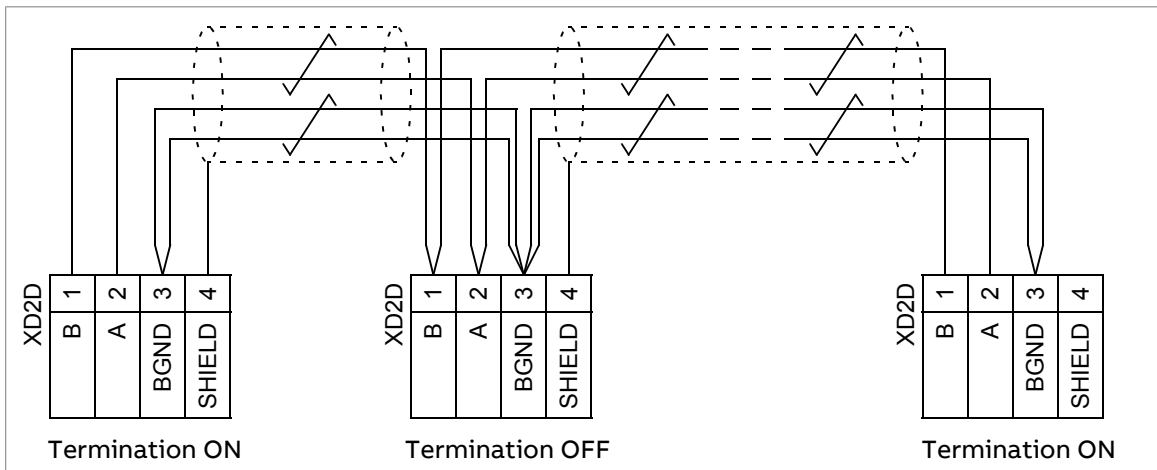 XD2D
1
2
3
4
B
A
BGND
SHIELD
Termination ON
XD2D
1
2
3
4
B
A
BGND
SHIELD
Termination OFF
XD2D
1
2
3
4
B
A
BGND
SHIELD
Termination ON